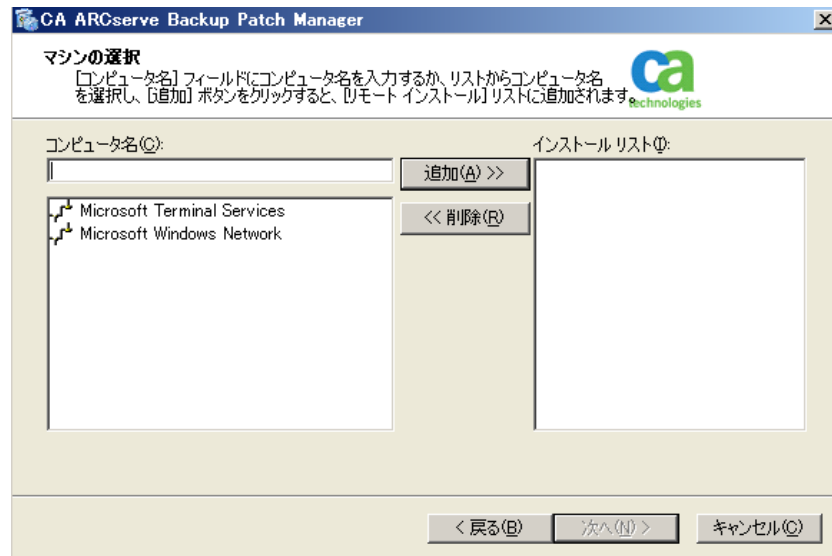 CA ARCserve Backup Patch Manager
マシンの選択
[コンピュータ名] フィールドにコンピュータ名を入力するか、リストからコンピュータ名
を選択し、[追加] ボタンをクリックすると、[リモート インストール] リストに追加されます。
ca
technologies
コンピュータ名(C):
インストール リスト(I):
追加(A) >>
Microsoft Terminal Services
<< 削除(R)
Microsoft Windows Network
< 戻る(B)
次へ(N) >
キャンセル(C)